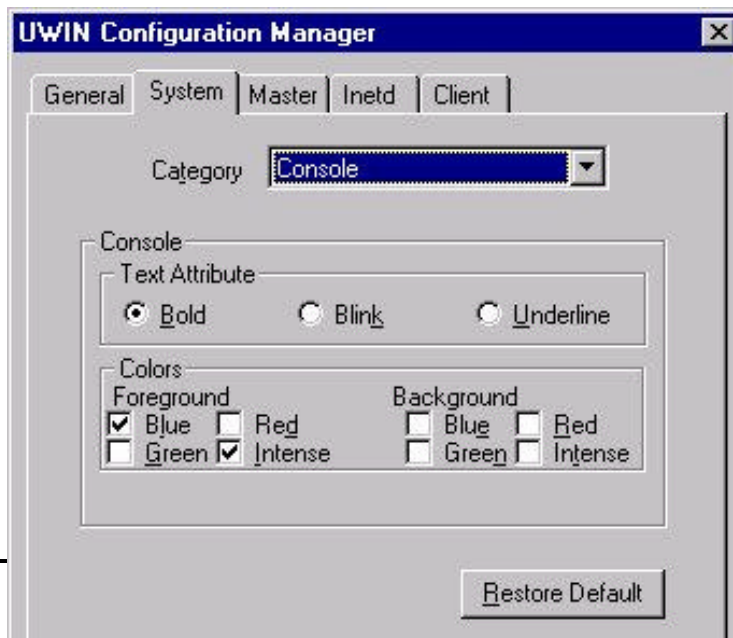 UWIN Configuration Manager
General System Master Inetd Client
Category Console
Console
Text Attribute
Bold Blink Underline
Colors
Foreground Background
Blue Red Blue Red
Green Intense Green Intense
Restore Default